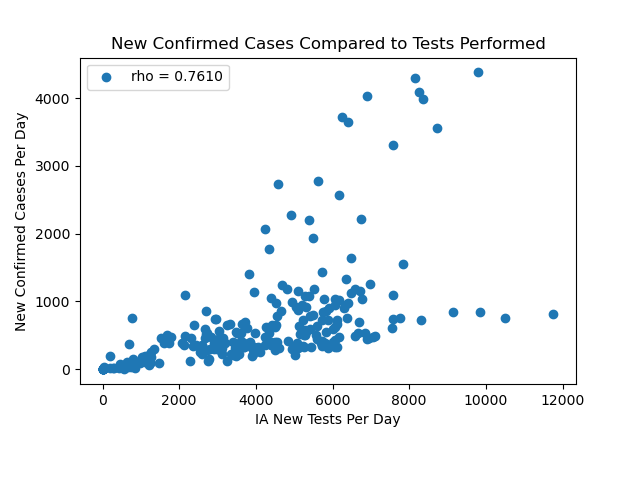 New Confirmed Cases Compared to Tests Performed
rho = 0.7610
New Confirmed Caeses Per Day
4000
3000
2000
1000
0
0 2000 4000 6000 8000 10000 12000
IA New Tests Per Day